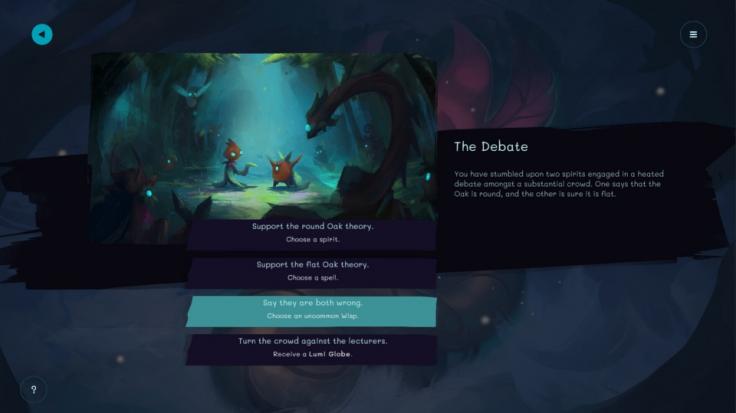 The Debate
You have stumbled upon two spirits engaged in a heated
debate amongst a substantial crowd. One says that the
Oak is round, and the other is sure it is flat.
Support the round Oak theory.
Choose a spirit.
Support the flat Oak theory.
Choose a spell.
Say they are both wrong.
Choose an uncommon Wisp.
Turn the crowd against the lecturers.
Receive a Lumi Globe.
?